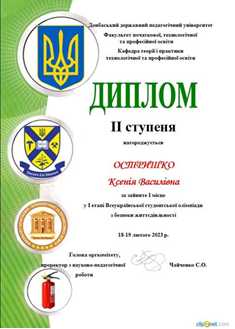 Донбаський державний педагогічний університет
Факультет початкової, технологічної
та професійної освіти
Кафедра теорії і практики
технологічної та професійної освіти
ДИПЛОМ
ІІ ступеня
нагороджується
Ксенія Василівна
за зайняте І місце
у І етапі Всеукраїнської студентської олімпіади
з безпеки життєдіяльності
18-19 лютого 2023 р.
Голова оргкомітету,
проректор з науково-педагогічної
роботи
Чайченко С.О.
clip2net.com